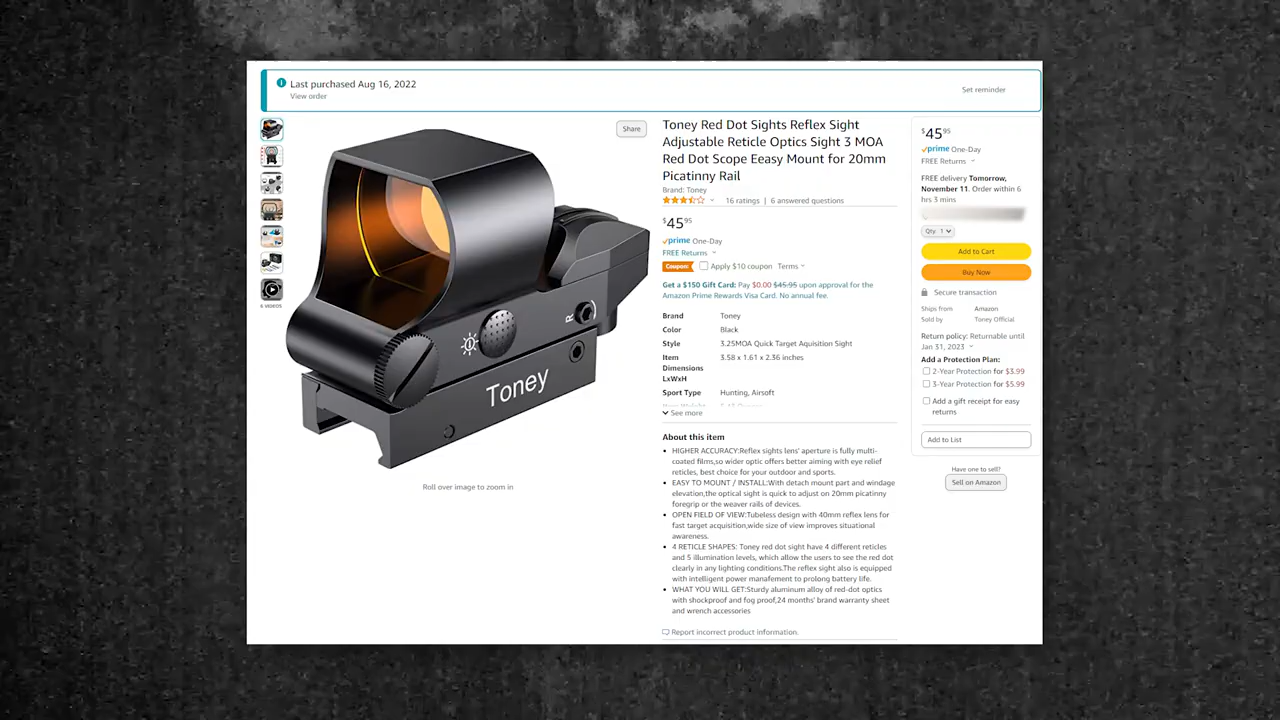 Last purchased Aug 16, 2022
View order
Set reminder
Share
6 VIDEOS
R
Toney
Roll over image to zoom in
Toney Red Dot Sights Reflex Sight
Adjustable Reticle Optics Sight 3 MOA
Red Dot Scope Eeasy Mount for 20mm
Picatinny Rail
Brand: Toney
16 ratings | 6 answered questions
$45 95
prime One-Day
FREE Returns
Coupon: Apply $10 coupon Terms
Get a $150 Gift Card: Pay $0.00 $45.95 upon approval for the
Amazon Prime Rewards Visa Card. No annual fee.
Brand Toney
Color Black
Style 3.25MOA Quick Target Aquisition Sight
Item 3.58 x 1.61 x 2.36 inches
Dimensions
LxWxH
Sport Type Hunting, Airsoft
See more
About this item
HIGHER ACCURACY:Reflex sights lens' aperture is fully multi-
coated films,so wider optic offers better aiming with eye relief
reticles, best choice for your outdoor and sports.
EASY TO MOUNT / INSTALL:With detach mount part and windage
elevation,the optical sight is quick to adjust on 20mm picatinny
foregrip or the weaver rails of devices.
OPEN FIELD OF VIEW:Tubeless design with 40mm reflex lens for
fast target acquisition,wide size of view improves situational
awareness.
4 RETICLE SHAPES: Toney red dot sight have 4 different reticles
and 5 illumination levels, which allow the users to see the red dot
clearly in any lighting conditions.The reflex sight also is equipped
with intelligent power manafement to prolong battery life.
WHAT YOU WILL GET:Sturdy aluminum alloy of red-dot optics
with shockproof and fog proof,24 months' brand warranty sheet
and wrench accessories
Report incorrect product information.
$45 95
prime One-Day
FREE Returns
FREE delivery Tomorrow,
November 11. Order within 6
hrs 3 mins
Qty: 1
Add to Cart
Buy Now
Secure transaction
Ships from Amazon
Sold by Toney Official
Return policy: Returnable until
Jan 31, 2023
Add a Protection Plan:
2-Year Protection for $3.99
3-Year Protection for $5.99
Add a gift receipt for easy
returns
Add to List
Have one to sell?
Sell on Amazon